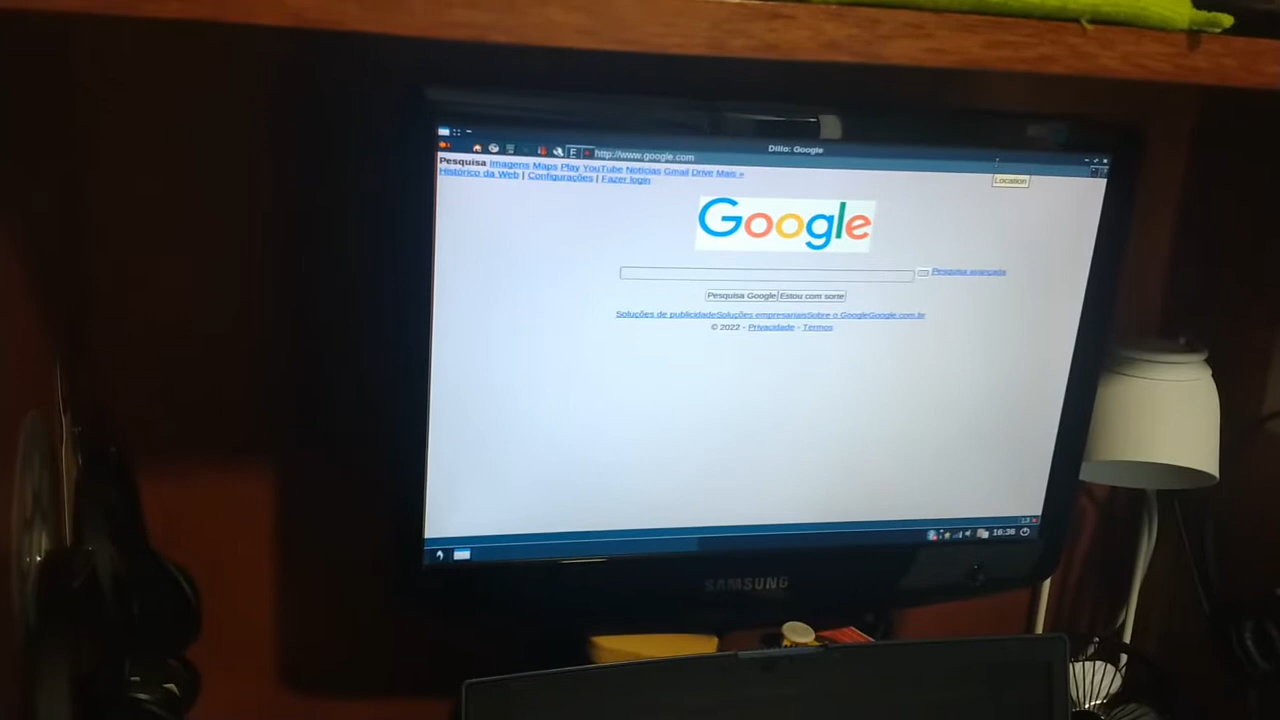 Dillo: Google
E http://www.google.com
Pesquisa Imagens Maps Play YouTube Notícias Gmail Drive Mais »
Histórico da Web | Configurações | Fazer login
Location
Google
Pesquisa avançada
Pesquisa Google Estou com sorte
Soluções de publicidadeSoluções empresariaisSobre o GoogleGoogle.com.br
© 2022 - Privacidade - Termos
16:36
SAMSUNG